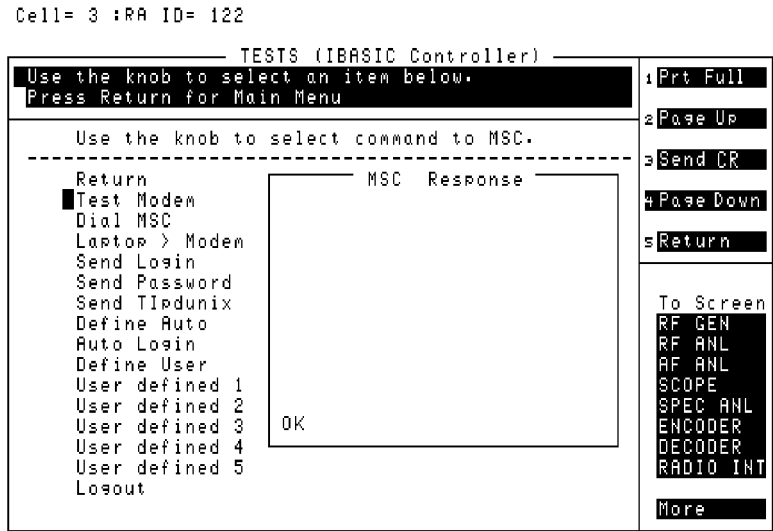 Cell= 3 :RA ID= 122
TESTS (IBASIC Controller)
Use the knob to select an item below.
Press Return for Main Menu
Use the knob to select command to MSC.
Return
Test Modem
Dial MSC
Laptop > Modem
Send Login
Send Password
Send TIpdunix
Define Auto
Auto Login
Define User
User defined 1
User defined 2
User defined 3
User defined 4
User defined 5
Logout
MSC Response
OK
1 Prt Full
2 Page Up
3 Send CR
4 Page Down
5 Return
To Screen
RF GEN
RF ANL
AF ANL
SCOPE
SPEC ANL
ENCODER
DECODER
RADIO INT
More